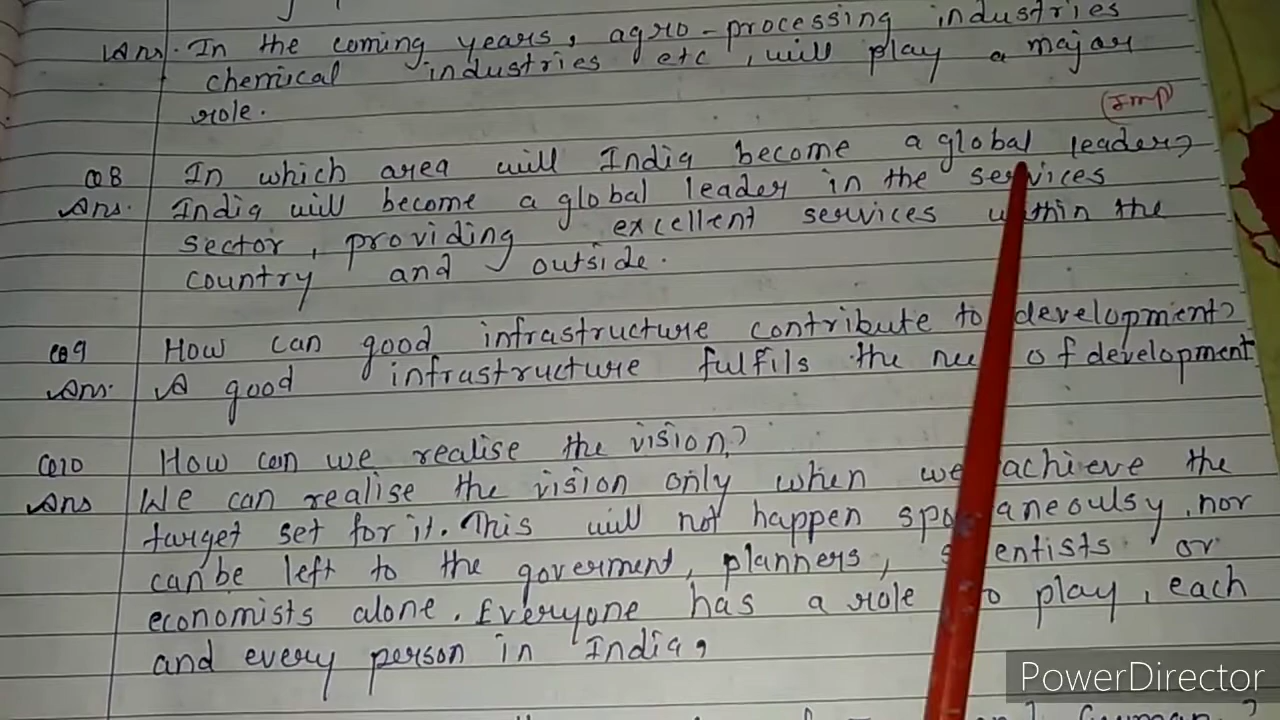 Ans. In the coming years, agro-processing industries
chemical industries etc, will play a major
role.
(Imp)
Q8 In which area will India become a global leader?
Ans. India will become a global leader in the services
sector, providing excellent services within the
country and outside.
Q9 How can good infrastructure contribute to development?
Ans. A good infrastructure fulfils the of development
Q10 How can we realise the vision?
Ans We can realise the vision only when we achieve the
target set for it. This will not happen spontaneoulsy, nor
can be left to the goverment, planners, scientists or
economists alone. Everyone has a role to play, each
and every person in India,
PowerDirector